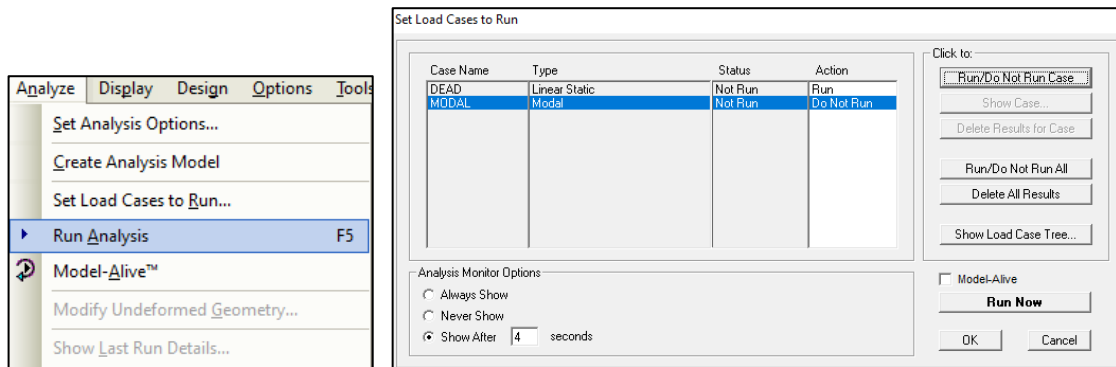 Analyze Display Design Options Tools
Set Analysis Options...
Create Analysis Model
Set Load Cases to Run...
Run Analysis F5
Model-Alive™
Modify Undeformed Geometry...
Show Last Run Details...
Set Load Cases to Run
Case Name Type Status Action
DEAD Linear Static Not Run Run
MODAL Modal Not Run Do Not Run
Click to:
Run/Do Not Run Case
Show Case...
Delete Results for Case
Run/Do Not Run All
Delete All Results
Show Load Case Tree...
Analysis Monitor Options
Always Show
Never Show
Show After 4 seconds
Model-Alive
Run Now
OK Cancel